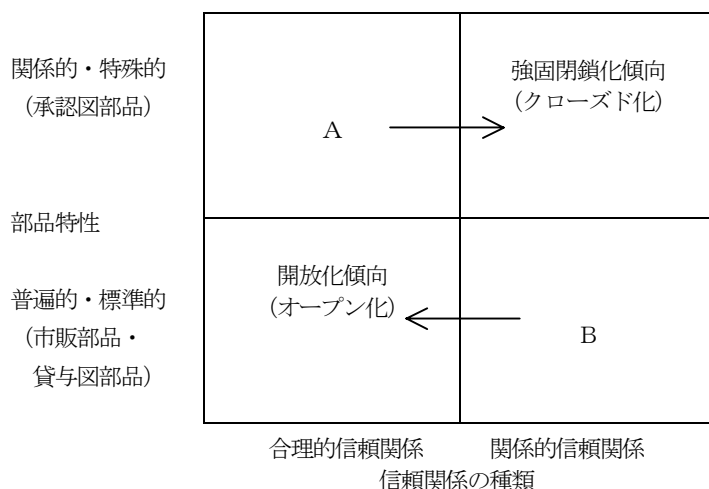 関係的・特殊的
（承認図部品）
強固閉鎖化傾向
（クローズド化）
A
部品特性
開放化傾向
（オープン化）
普遍的・標準的
（市販部品・
貸与図部品）
B
合理的信頼関係
関係的信頼関係
信頼関係の種類